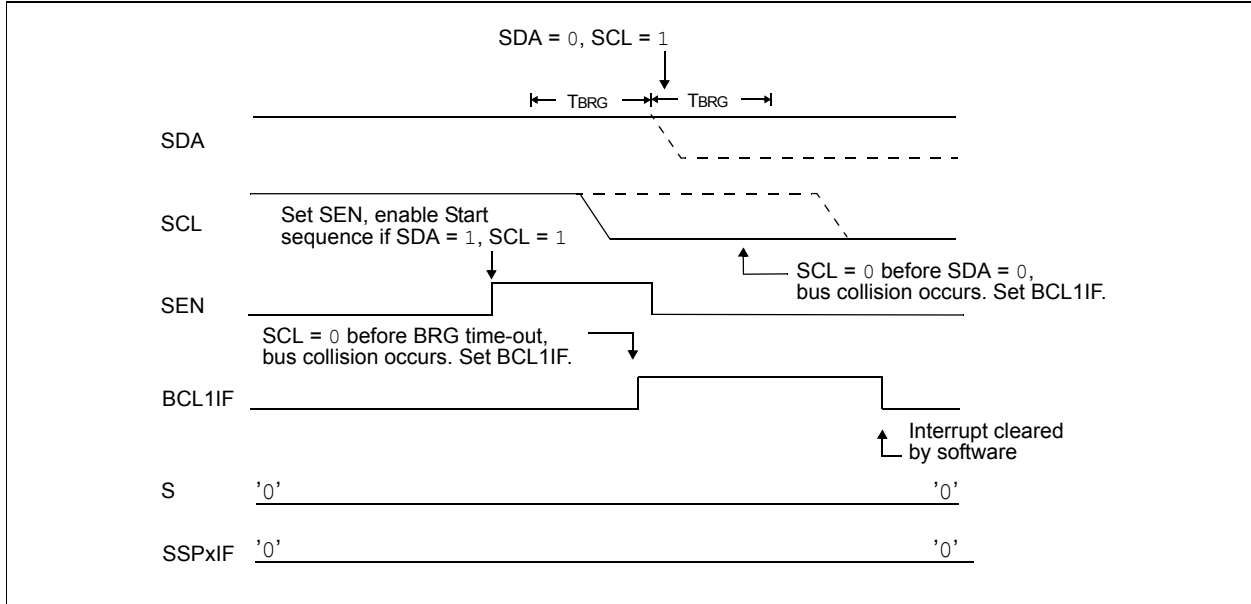 SDA = 0, SCL = 1
TBRG TBRG
SDA
SCL
Set SEN, enable Start
sequence if SDA = 1, SCL = 1
SCL = 0 before SDA = 0,
bus collision occurs. Set BCL1IF.
SEN
SCL = 0 before BRG time-out,
bus collision occurs. Set BCL1IF.
BCL1IF
Interrupt cleared
by software
S '0' '0'
SSPxIF '0' '0'